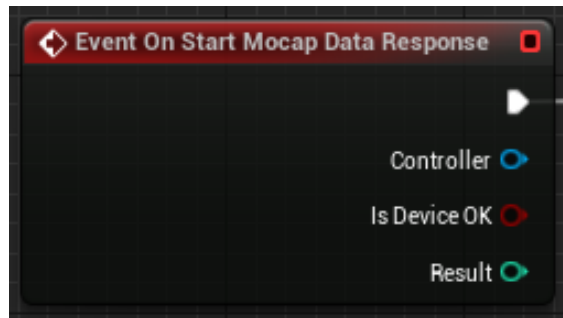 Event On Start Mocap Data Response
Controller
Is Device OK
Result